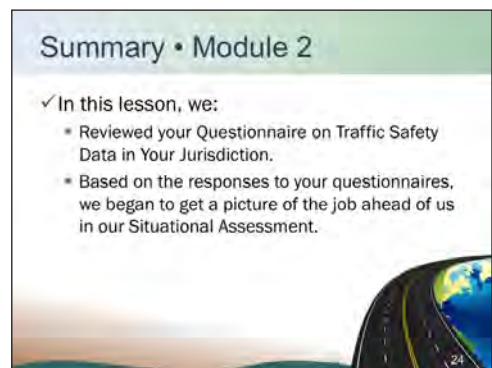 Summary • Module 2
✓In this lesson, we:
▪ Reviewed your Questionnaire on Traffic Safety
Data in Your Jurisdiction.
▪ Based on the responses to your questionnaires,
we began to get a picture of the job ahead of us
in our Situational Assessment.
24